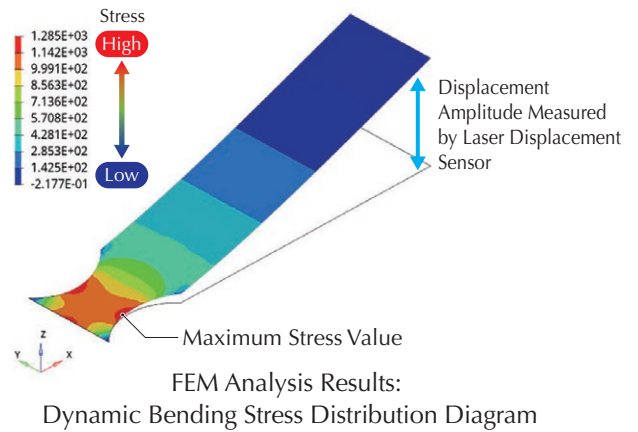 Stress
High
Low
1.285E+03
1.142E+03
9.991E+02
8.563E+02
7.136E+02
5.708E+02
4.281E+02
2.853E+02
1.426E+02
-2.177E-01
Displacement
Amplitude Measured
by Laser Displacement
Sensor
Maximum Stress Value
Z
Y
X
FEM Analysis Results:
Dynamic Bending Stress Distribution Diagram